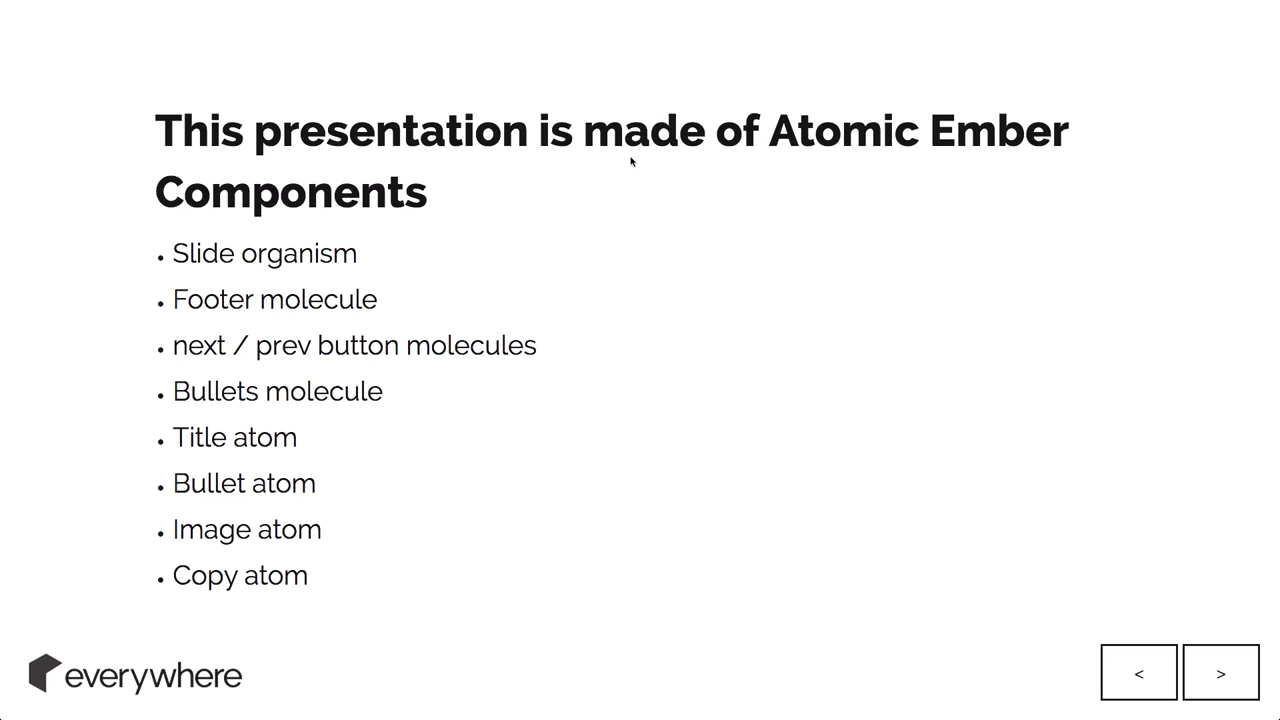 This presentation is made of Atomic Ember
Components
• Slide organism
• Footer molecule
• next / prev button molecules
• Bullets molecule
• Title atom
• Bullet atom
• Image atom
• Copy atom
everywhere
< >